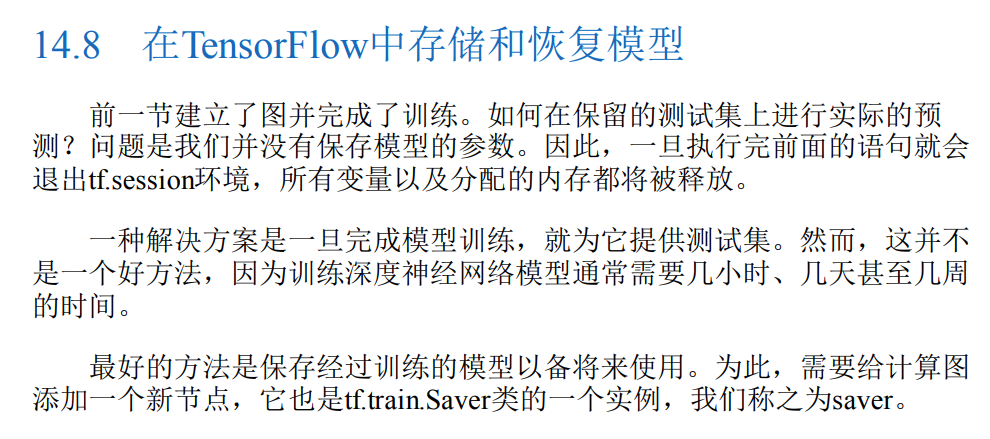 14.8 在TensorFlow中存储和恢复模型
前一节建立了图并完成了训练。如何在保留的测试集上进行实际的预
测？问题是我们并没有保存模型的参数。因此，一旦执行完前面的语句就会
退出tf.session环境，所有变量以及分配的内存都将被释放。
一种解决方案是一旦完成模型训练，就为它提供测试集。然而，这并不
是一个好方法，因为训练深度神经网络模型通常需要几小时、几天甚至几周
的时间。
最好的方法是保存经过训练的模型以备将来使用。为此，需要给计算图
添加一个新节点，它也是tf.train.Saver类的一个实例，我们称之为saver。